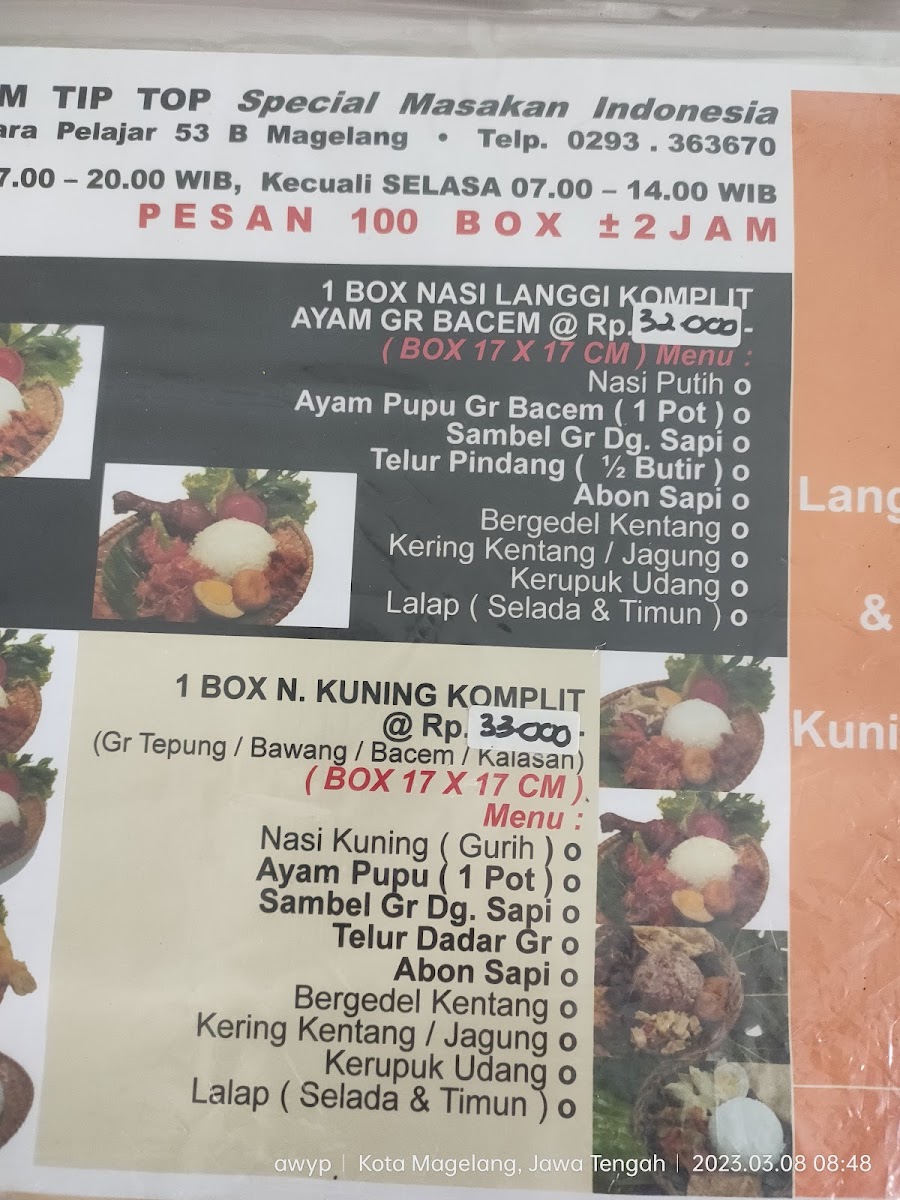 M TIP TOP Special Masakan Indonesia
ara Pelajar 53 B Magelang • Telp. 0293 . 363670
7.00 – 20.00 WIB, Kecuali SELASA 07.00 – 14.00 WIB
PESAN 100 BOX ±2JAM
1 BOX NASI LANGGI KOMPLIT
AYAM GR BACEM @ Rp. 32.000-
( BOX 17 X 17 CM ) Menu :
Nasi Putih o
Ayam Pupu Gr Bacem ( 1 Pot ) o
Sambel Gr Dg. Sapi o
Telur Pindang ( ½ Butir ) o
Abon Sapi o
Bergedel Kentang o
Kering Kentang / Jagung o
Kerupuk Udang o
Lalap ( Selada & Timun ) o
1 BOX N. KUNING KOMPLIT
@ Rp. 33.000-
(Gr Tepung / Bawang / Bacem / Kalasan)
( BOX 17 X 17 CM ).
Menu :
Nasi Kuning ( Gurih ) o
Ayam Pupu ( 1 Pot ) o
Sambel Gr Dg. Sapi o
Telur Dadar Gr o
Abon Sapi o
Bergedel Kentang o
Kering Kentang / Jagung o
Kerupuk Udang o
Lalap ( Selada & Timun ) o
Lang
&
Kuni
awyp | Kota Magelang, Jawa Tengah | 2023.03.08 08:48